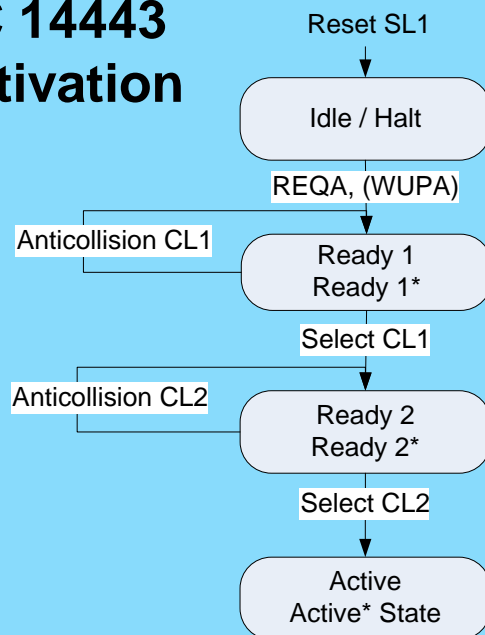 C 14443
tivation
Reset SL1
Idle / Halt
REQA, (WUPA)
Anticollision CL1
Ready 1
Ready 1*
Select CL1
Anticollision CL2
Ready 2
Ready 2*
Select CL2
Active
Active* State